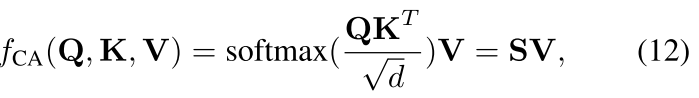 f_CA(Q, K, V) = softmax(QK^T / √d)V = SV, (12)